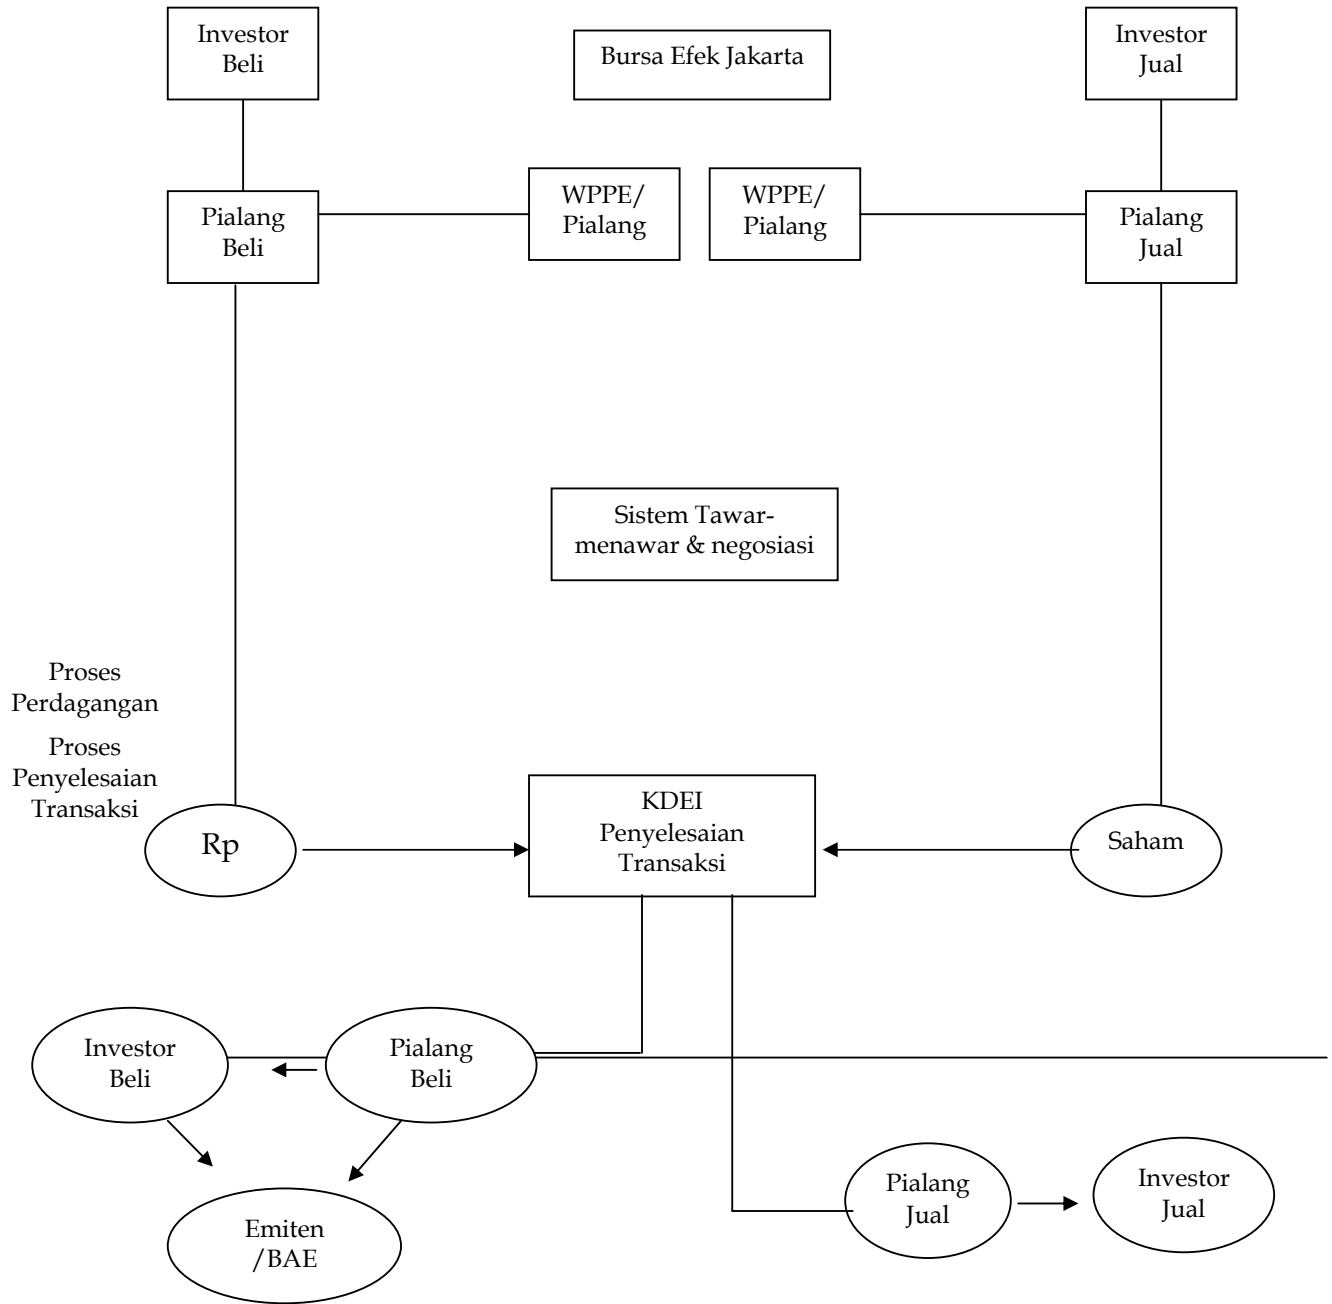 Investor
Beli
Bursa Efek Jakarta
Investor
Jual
Pialang
Beli
WPPE/
Pialang
WPPE/
Pialang
Pialang
Jual
Sistem Tawar-
menawar & negosiasi
Proses
Perdagangan
Proses
Penyelesaian
Transaksi
Rp
KDEI
Penyelesaian
Transaksi
Saham
Investor
Beli
Pialang
Beli
Pialang
Jual
Investor
Jual
Emiten
/BAE